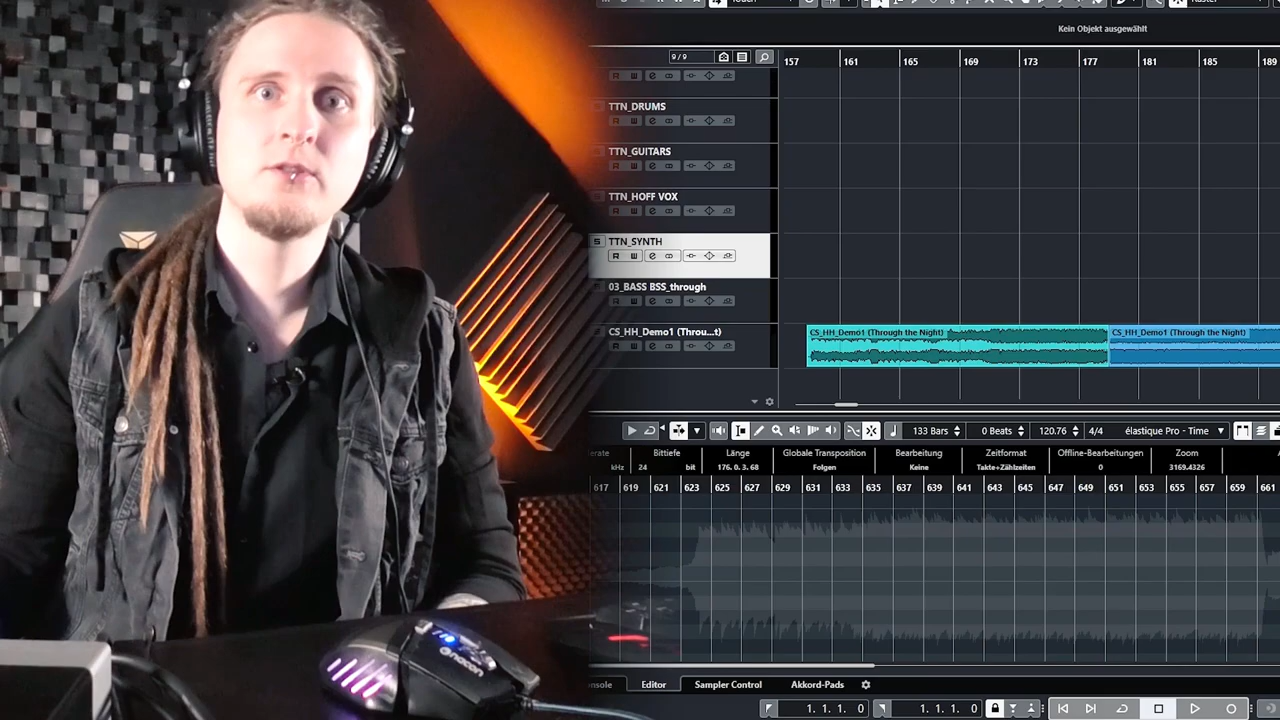 Touch
Raster
Kein Objekt ausgewählt
9/9
157 161 165 169 173 177 181 185 189
TTN_DRUMS
TTN_GUITARS
TTN_HOFF VOX
S TTN_SYNTH
03_BASS BSS_through
CS_HH_Demo1 (Throu...t)
CS_HH_Demo1 (Through the Night) CS_HH_Demo1 (Through the Night)
133 Bars 0 Beats 120.76 4/4 élastique Pro - Time
Bittiefe Länge Globale Transposition Bearbeitung Zeitformat Offline-Bearbeitungen Zoom
kHz 24 bit 176. 0. 3. 68 Folgen Keine Takte+Zählzeiten 0 3169.4326
617 619 621 623 625 627 629 631 633 635 637 639 641 643 645 647 649 651 653 655 657 659 661
nacon
Editor Sampler Control Akkord-Pads
1. 1. 1. 0 1. 1. 1. 0